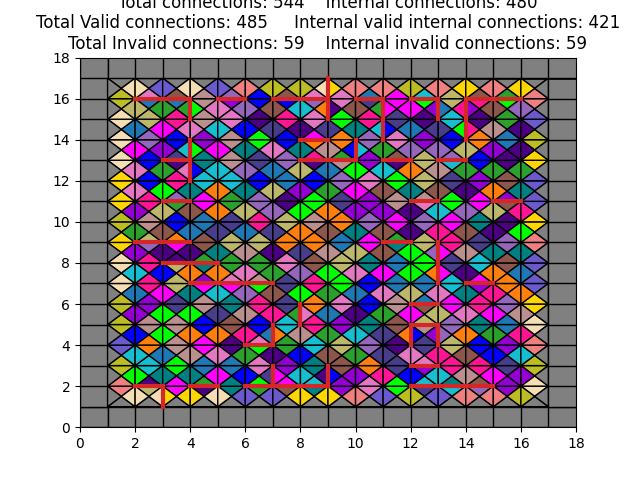 Total connections: 544    Internal connections: 480
Total Valid connections: 485    Internal valid internal connections: 421
Total Invalid connections: 59    Internal invalid connections: 59
18
16
14
12
10
8
6
4
2
0
0 2 4 6 8 10 12 14 16 18